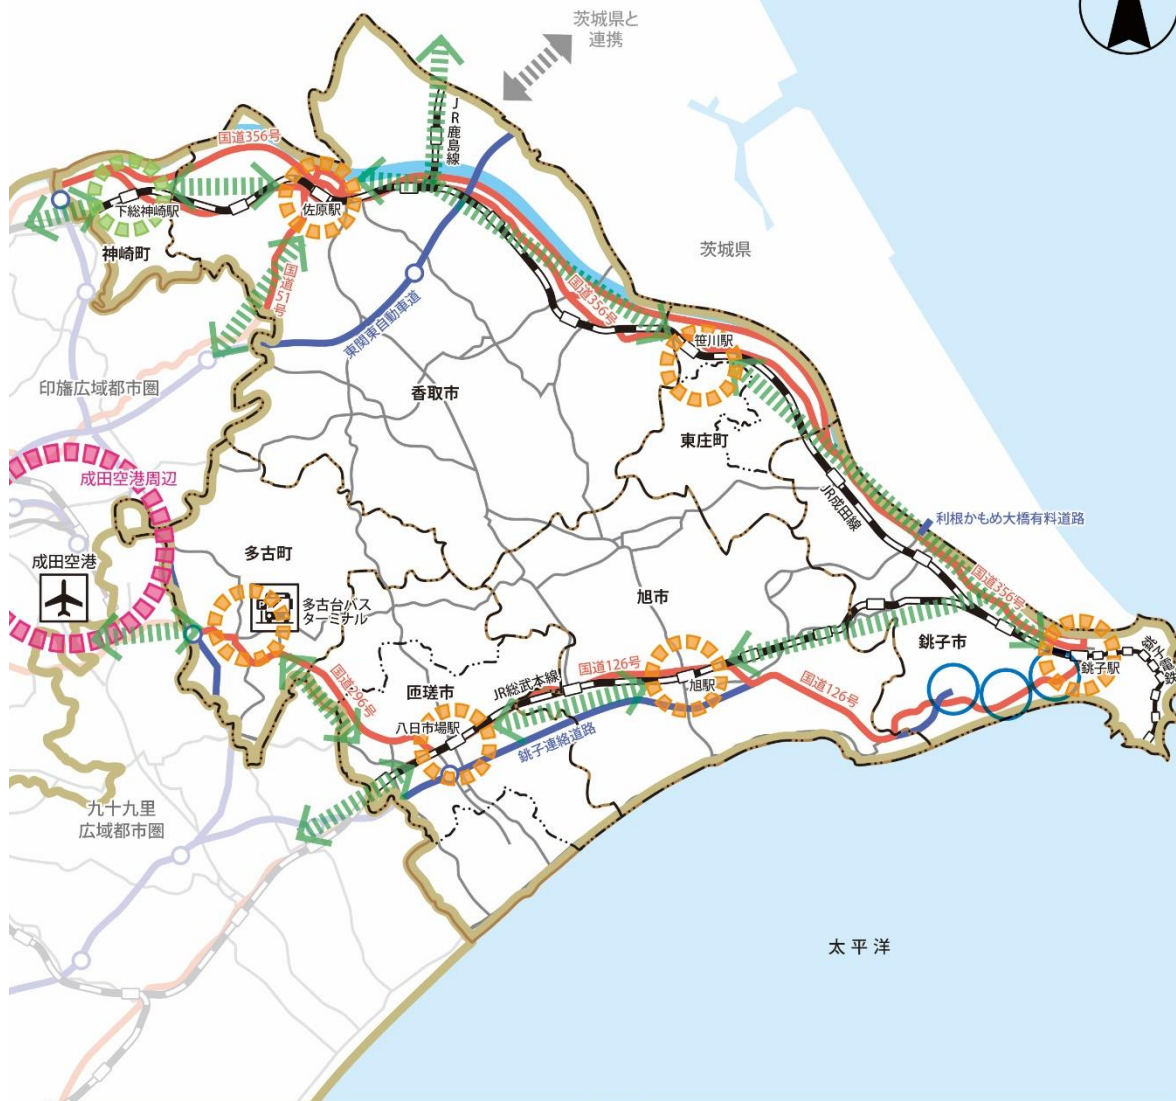 茨城県と
連携
JR鹿島線
国道356号
下総神崎駅
佐原駅
神崎町
国道51号
茨城県
国道356号
東関東自動車道
笹川駅
印旛広域都市圏
香取市
東庄町
成田空港周辺
JR成田線
利根かもめ大橋有料道路
成田空港
多古町
多古台バス
ターミナル
旭市
国道356号
銚子市
銚子駅
国道126号
旭駅
JR総武本線
匝瑳市
国道296号
国道126号
八日市場駅
銚子連絡道路
九十九里
広域都市圏
太平洋